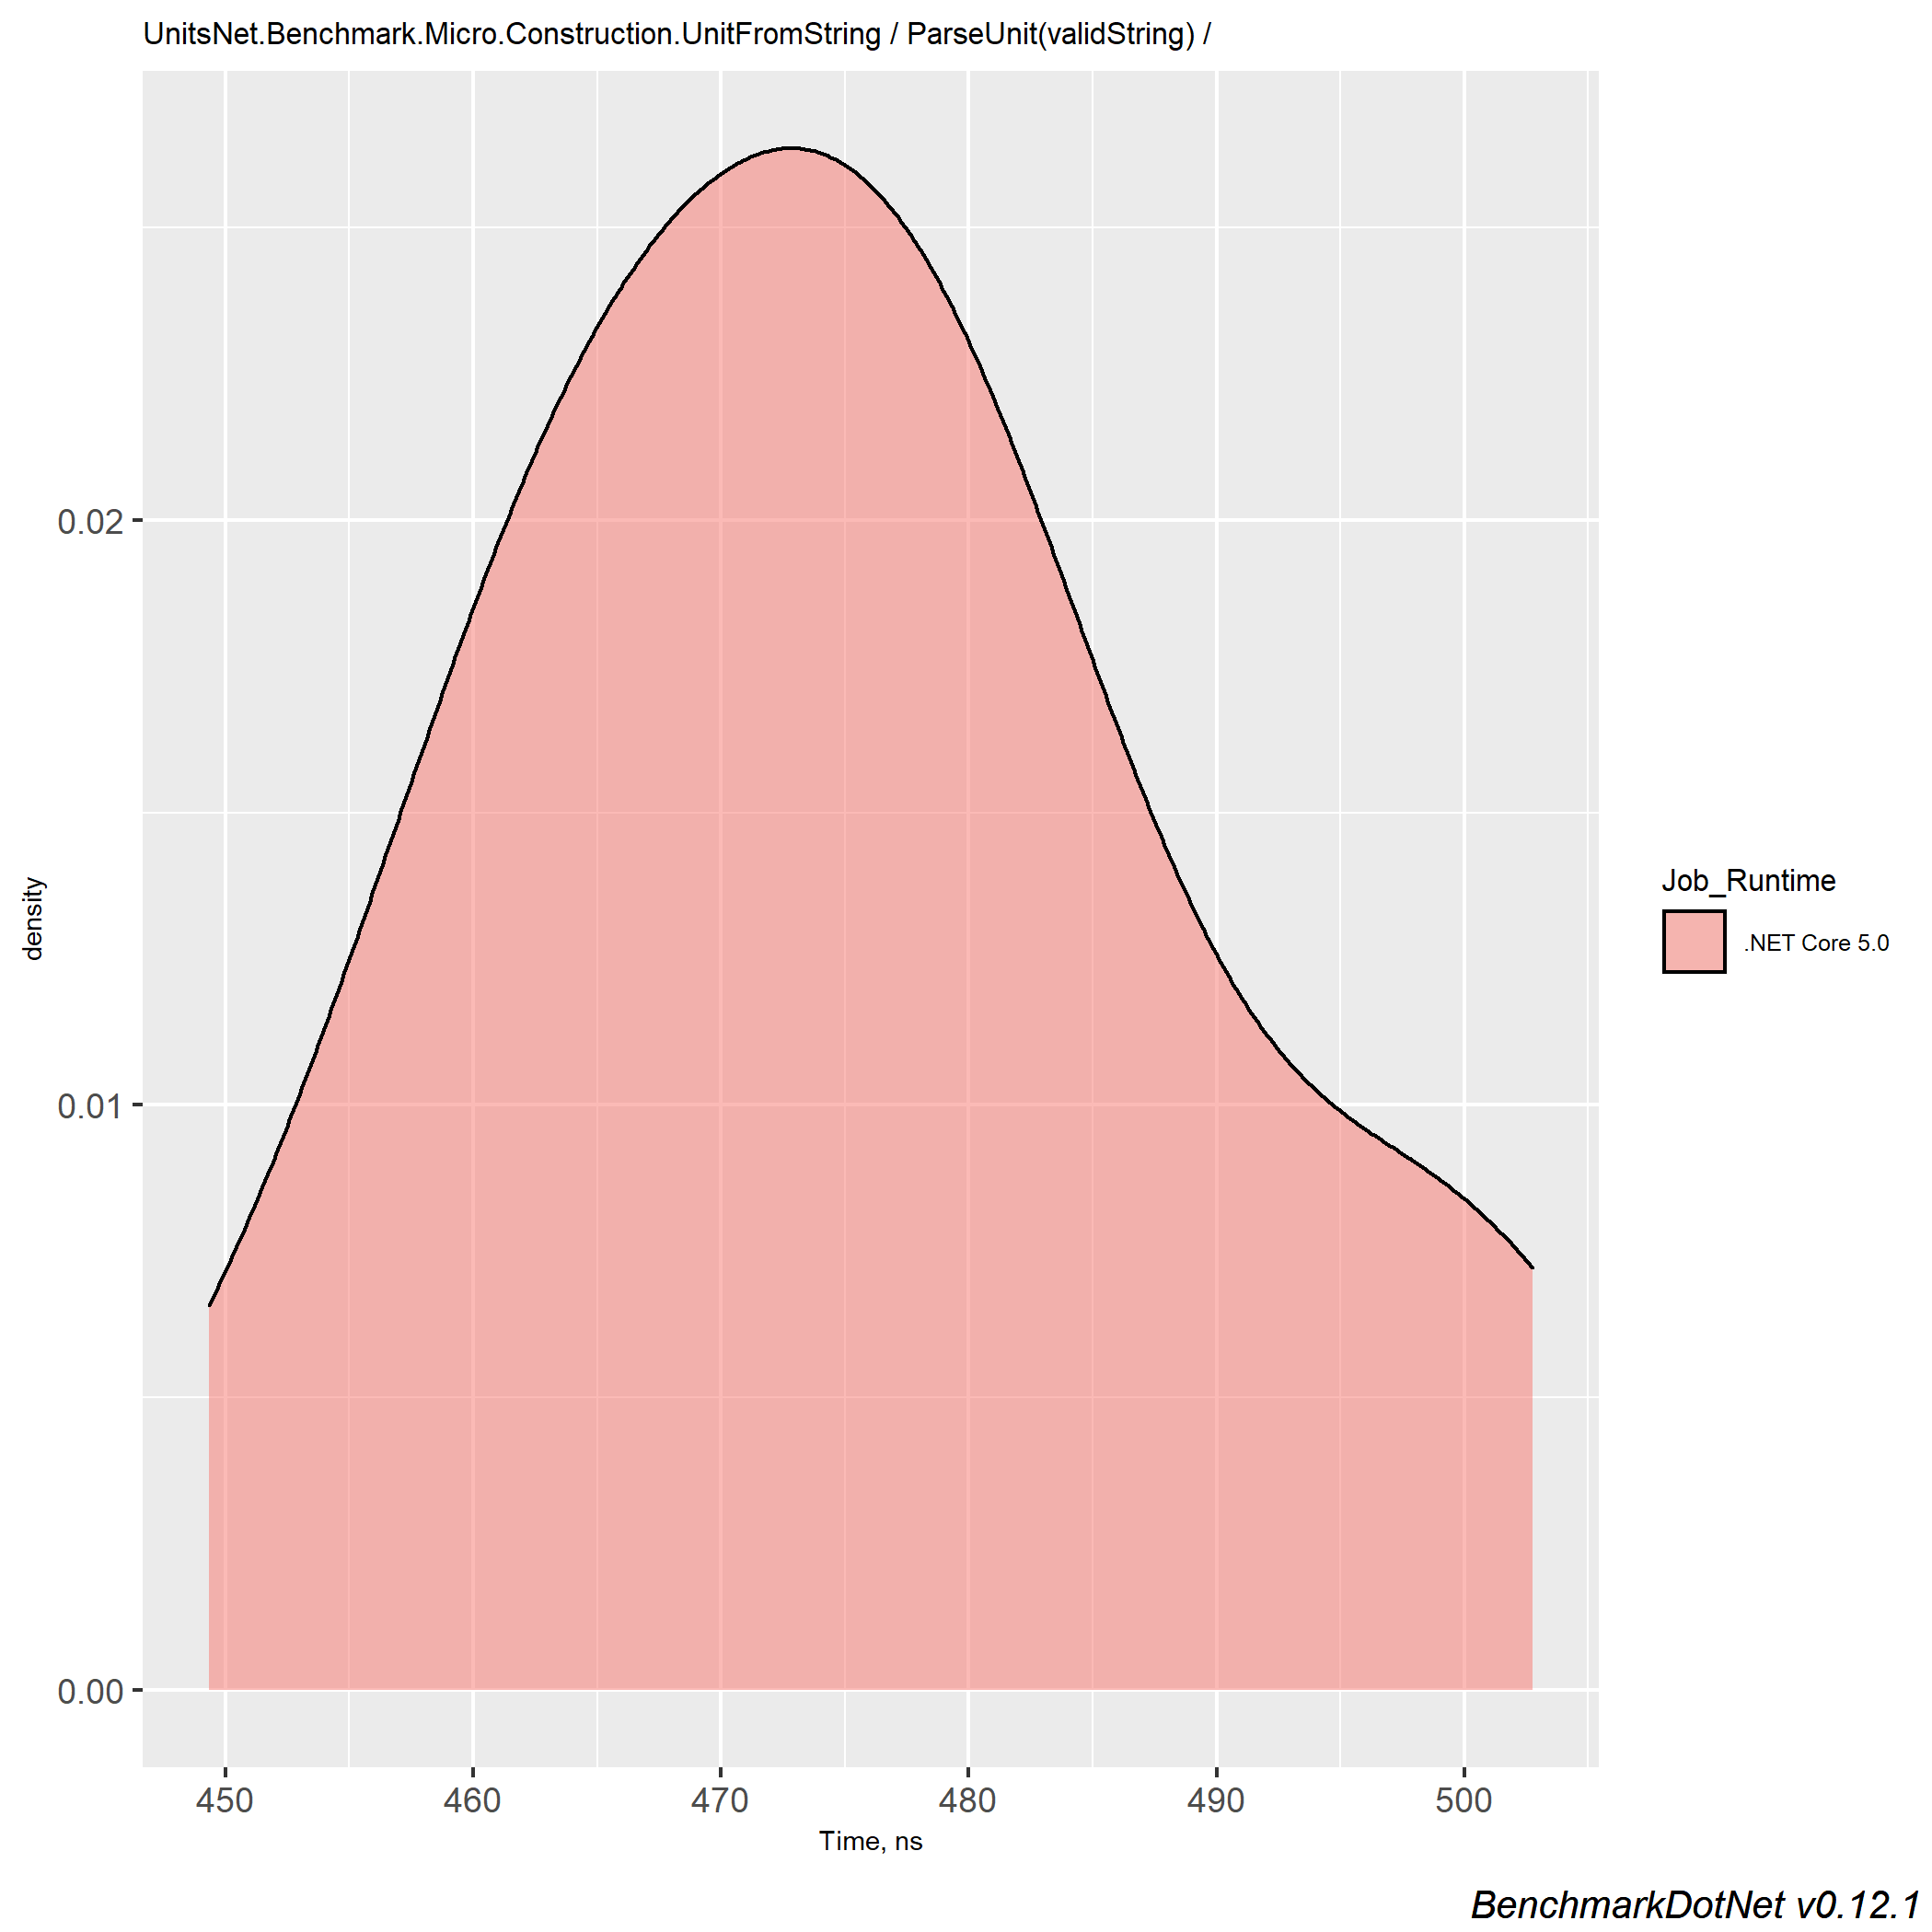 UnitsNet.Benchmark.Micro.Construction.UnitFromString / ParseUnit(validString) /
density
0.02
0.01
0.00
450 460 470 480 490 500
Time, ns
Job_Runtime
.NET Core 5.0
BenchmarkDotNet v0.12.1